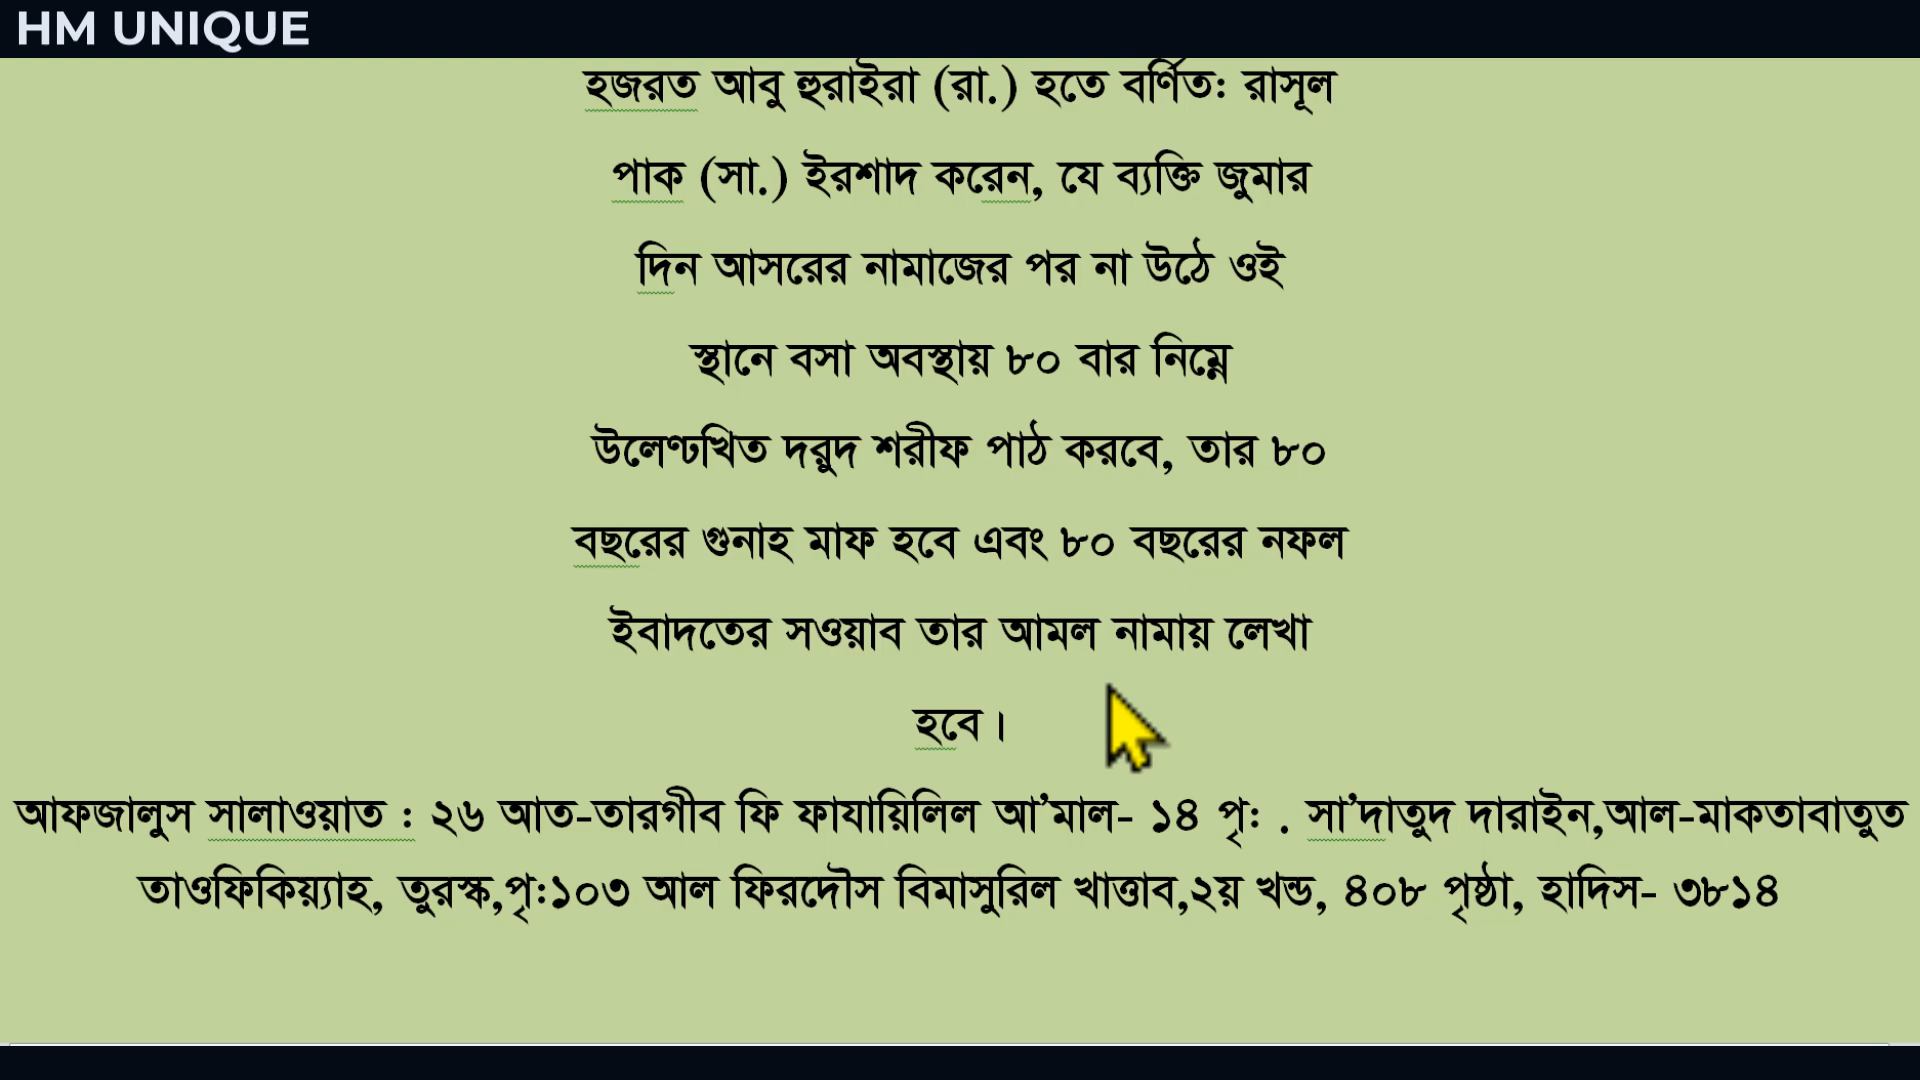 HM UNIQUE
হজরত আবু হুরাইরা (রা.) হতে বর্ণিত: রাসূল
পাক (সা.) ইরশাদ করেন, যে ব্যক্তি জুমার
দিন আসরের নামাজের পর না উঠে ওই
স্থানে বসা অবস্থায় ৮০ বার নিম্নে
উলেণ্ঢখিত দরুদ শরীফ পাঠ করবে, তার ৮০
বছরের গুনাহ মাফ হবে এবং ৮০ বছরের নফল
ইবাদতের সওয়াব তার আমল নামায় লেখা
হবে।
আফজালুস সালাওয়াত : ২৬ আত-তারগীব ফি ফাযায়িলিল আ’মাল- ১৪ পৃ: . সা’দাতুদ দারাইন,আল-মাকতাবাতুত
তাওফিকিয়্যাহ, তুরস্ক,পৃ:১০৩ আল ফিরদৌস বিমাসুরিল খাত্তাব,২য় খন্ড, ৪০৮ পৃষ্ঠা, হাদিস- ৩৮১৪